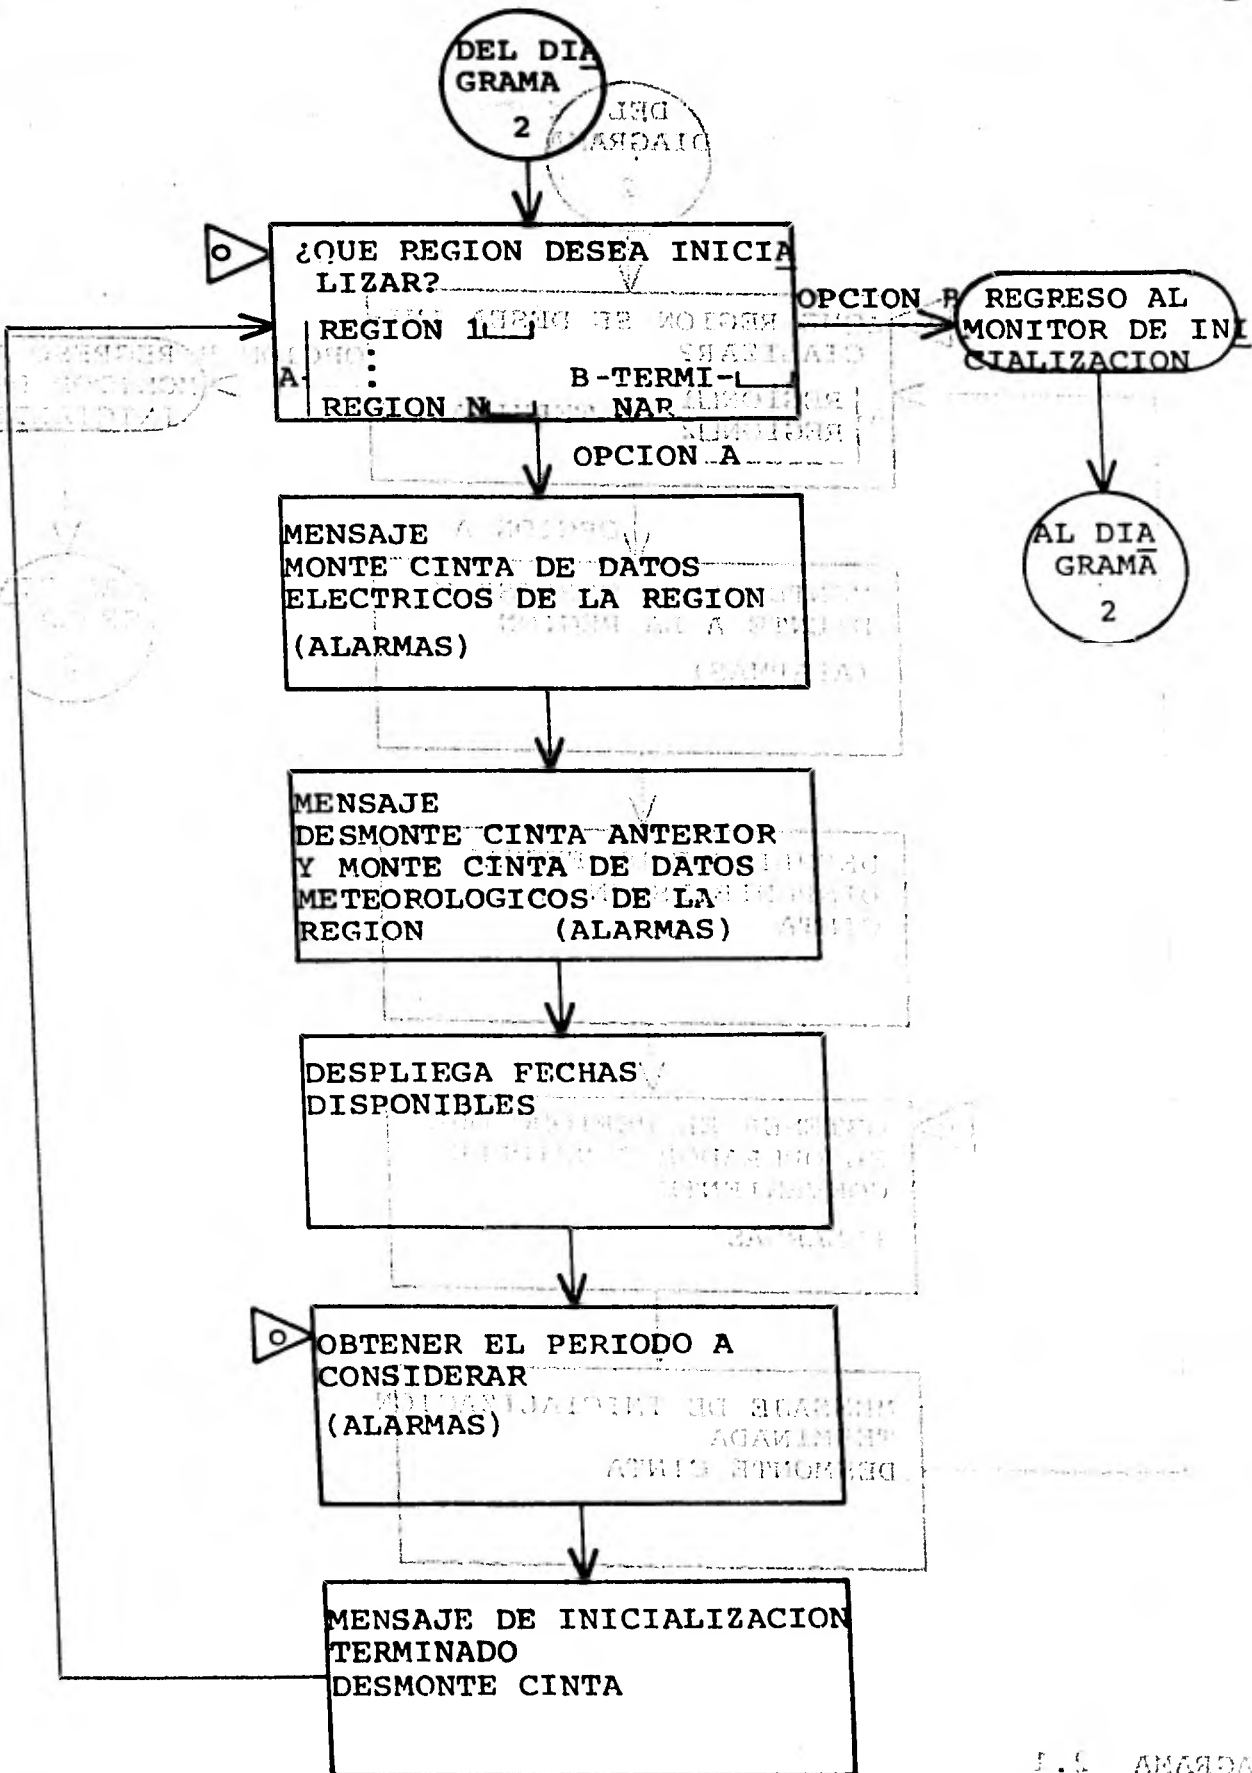 DEL DIA
GRAMA
2
¿QUE REGION DESEA INICIA
LIZAR?
REGION 1
A
B-TERMI-
REGION N NAR
OPCION B
REGRESO AL
MONITOR DE INI
CIALIZACION
OPCION A
AL DIA
GRAMA
2
MENSAJE
MONTE CINTA DE DATOS
ELECTRICOS DE LA REGION
(ALARMAS)
MENSAJE
DESMONTE CINTA ANTERIOR
Y MONTE CINTA DE DATOS
METEOROLOGICOS DE LA
REGION (ALARMAS)
DESPLIEGA FECHAS
DISPONIBLES
OBTENER EL PERIODO A
CONSIDERAR
(ALARMAS)
MENSAJE DE INICIALIZACION
TERMINADO
DESMONTE CINTA